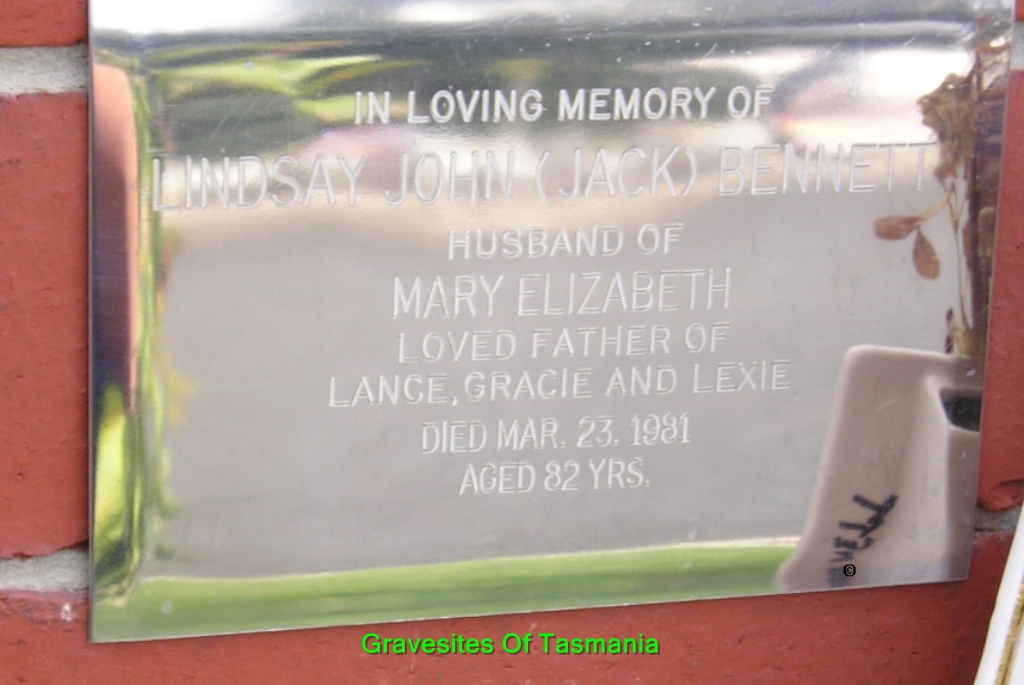 IN LOVING MEMORY OF
LINDSAY JOHN (JACK) BENNETT
HUSBAND OF
MARY ELIZABETH
LOVED FATHER OF
LANCE, GRACIE AND LEXIE
DIED MAR. 23. 1981
AGED 82 YRS.
©
Gravesites Of Tasmania